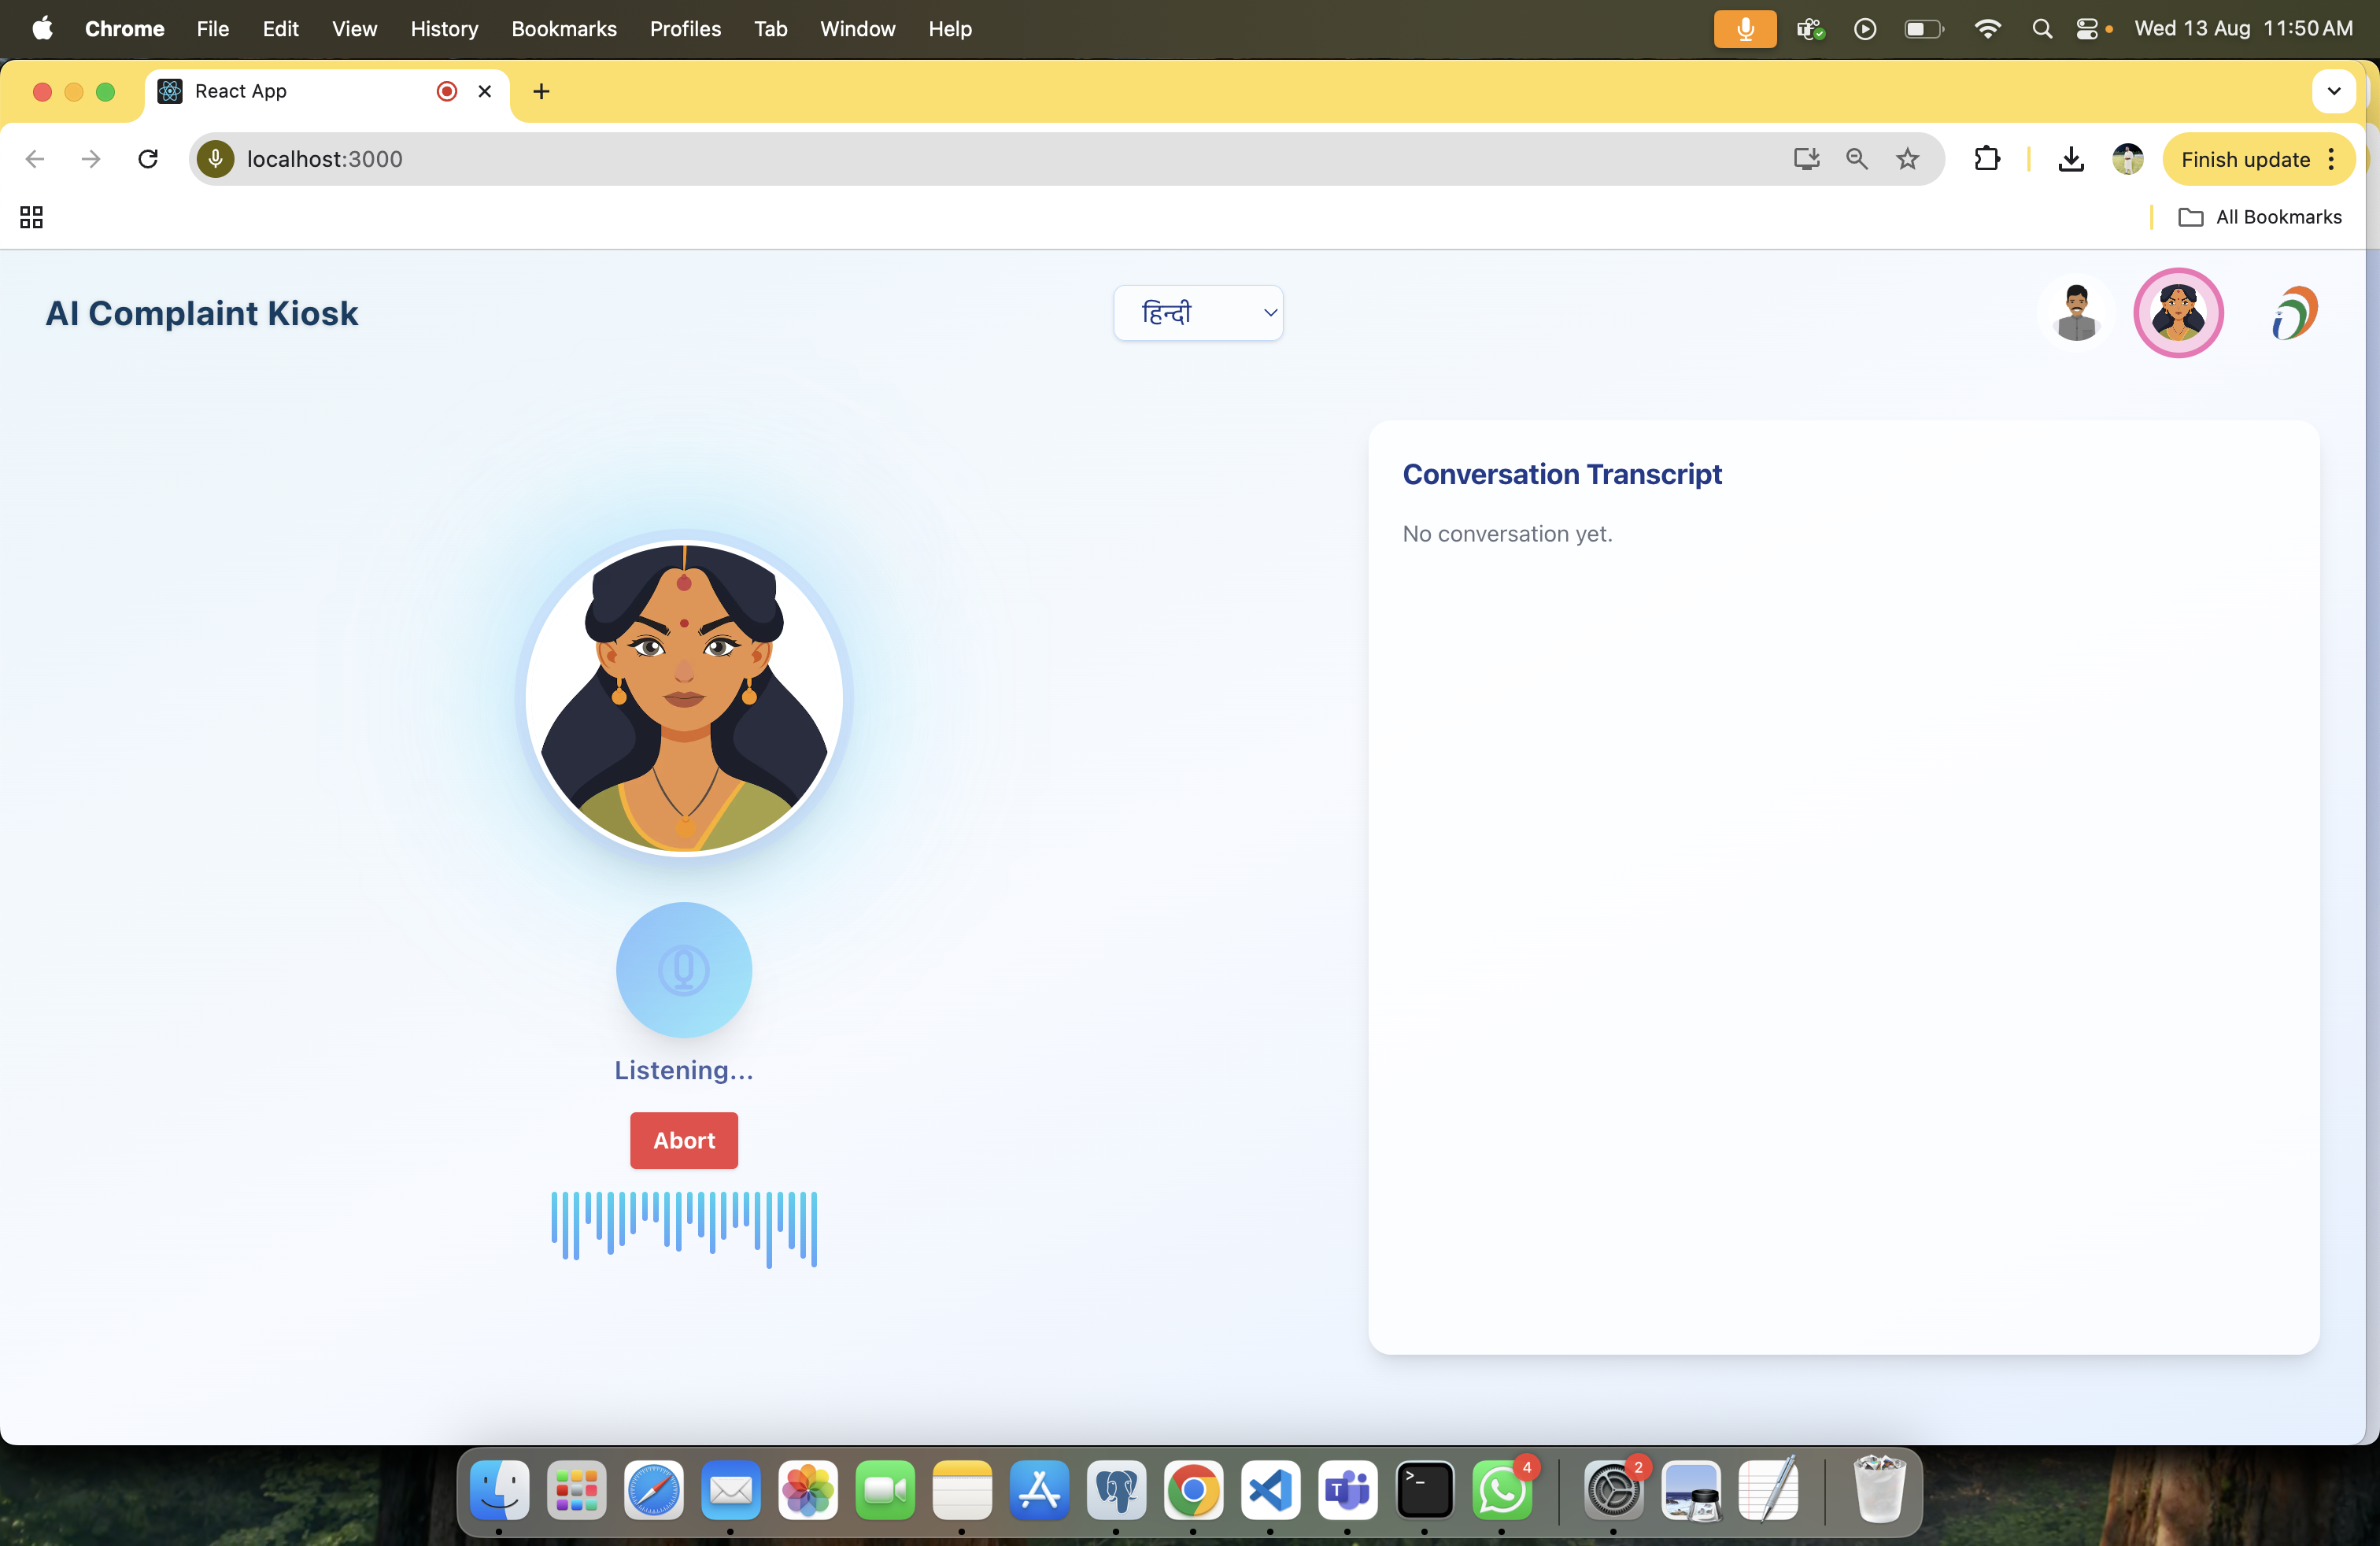 Chrome File Edit View History Bookmarks Profiles Tab Window Help Wed 13 Aug 11:50 AM
React App
localhost:3000 Finish update
All Bookmarks
AI Complaint Kiosk हिन्दी
Conversation Transcript
No conversation yet.
Listening...
Abort
4
2